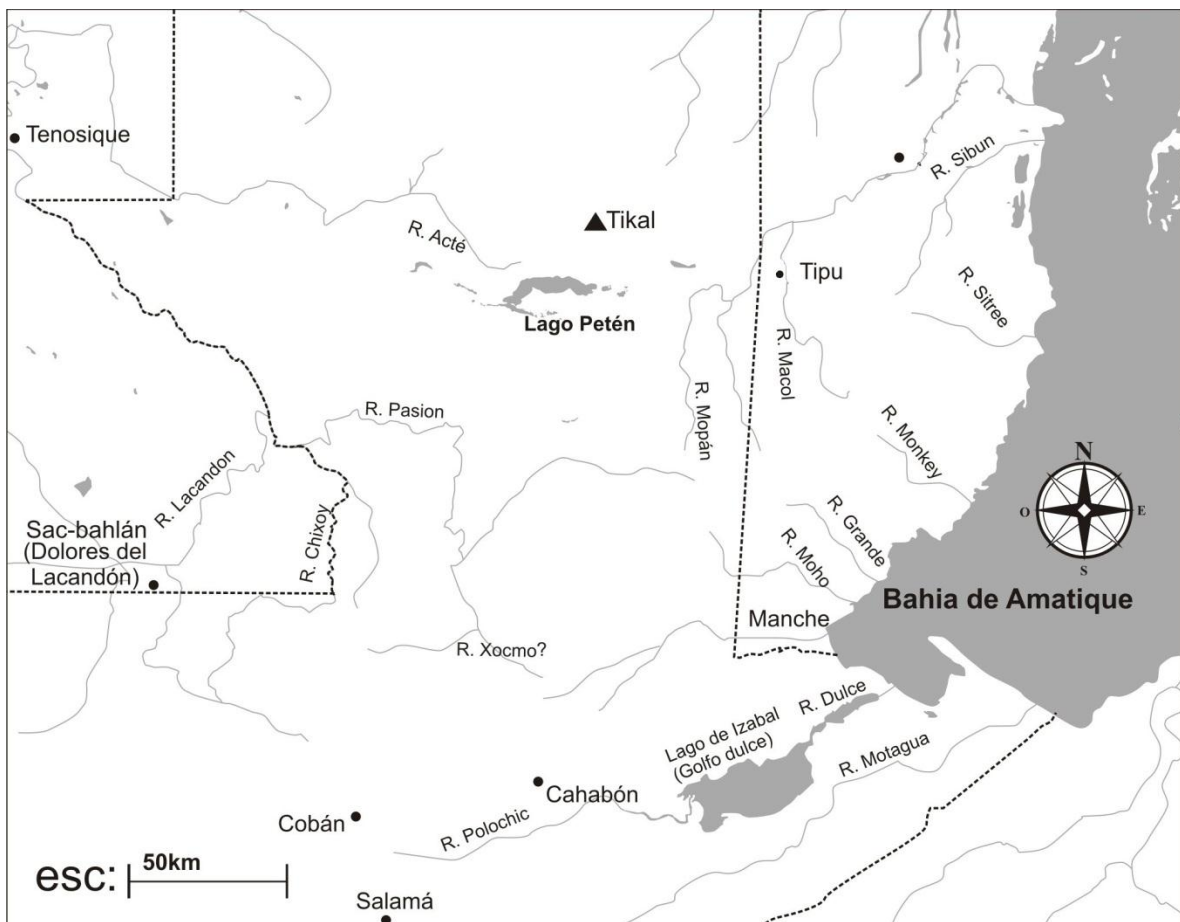 Tenosique
R. Sibun
Tikal
R. Acté
Tipu
R. Sitree
Lago Petén
R. Macol
R. Mopán
R. Pasion
R. Monkey
R. Lacandon
N
O
E
S
R. Grande
R. Chixoy
Sac-bahlán
(Dolores del
Lacandón)
R. Moho
Bahia de Amatique
Manche
R. Xocmo?
R. Dulce
Lago de Izabal
(Golfo dulce)
R. Motagua
Cahabón
Cobán
R. Polochic
esc:
50km
Salamá